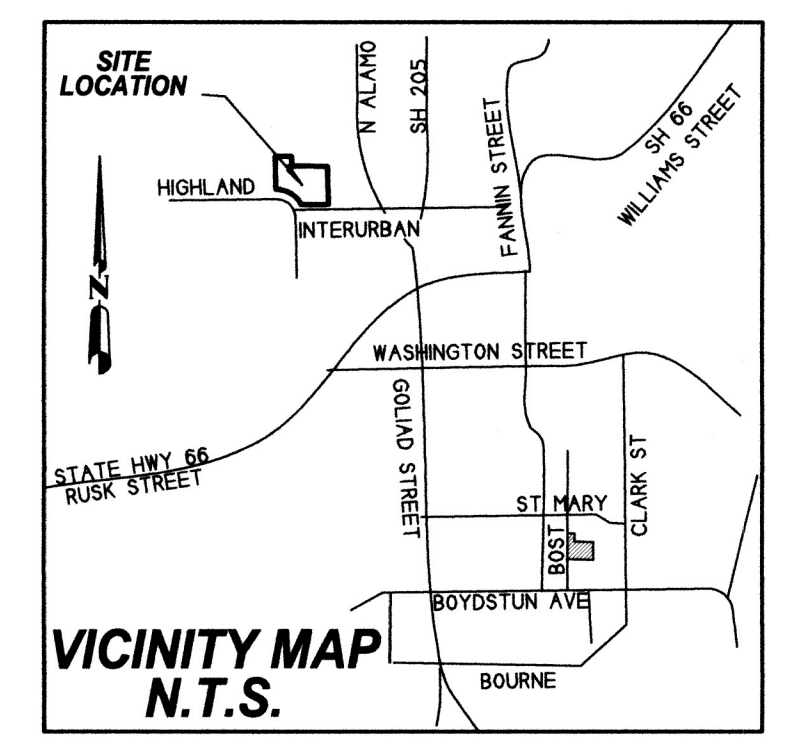 SITE
LOCATION
N ALAMO
SH 205
FANNIN STREET
SH 66
WILLIAMS STREET
HIGHLAND
INTERURBAN
N
WASHINGTON STREET
GOLIAD STREET
STATE HWY 66
RUSK STREET
ST MARY
CLARK ST
BOST
BOYDSTUN AVE
BOURNE
VICINITY MAP
N.T.S.